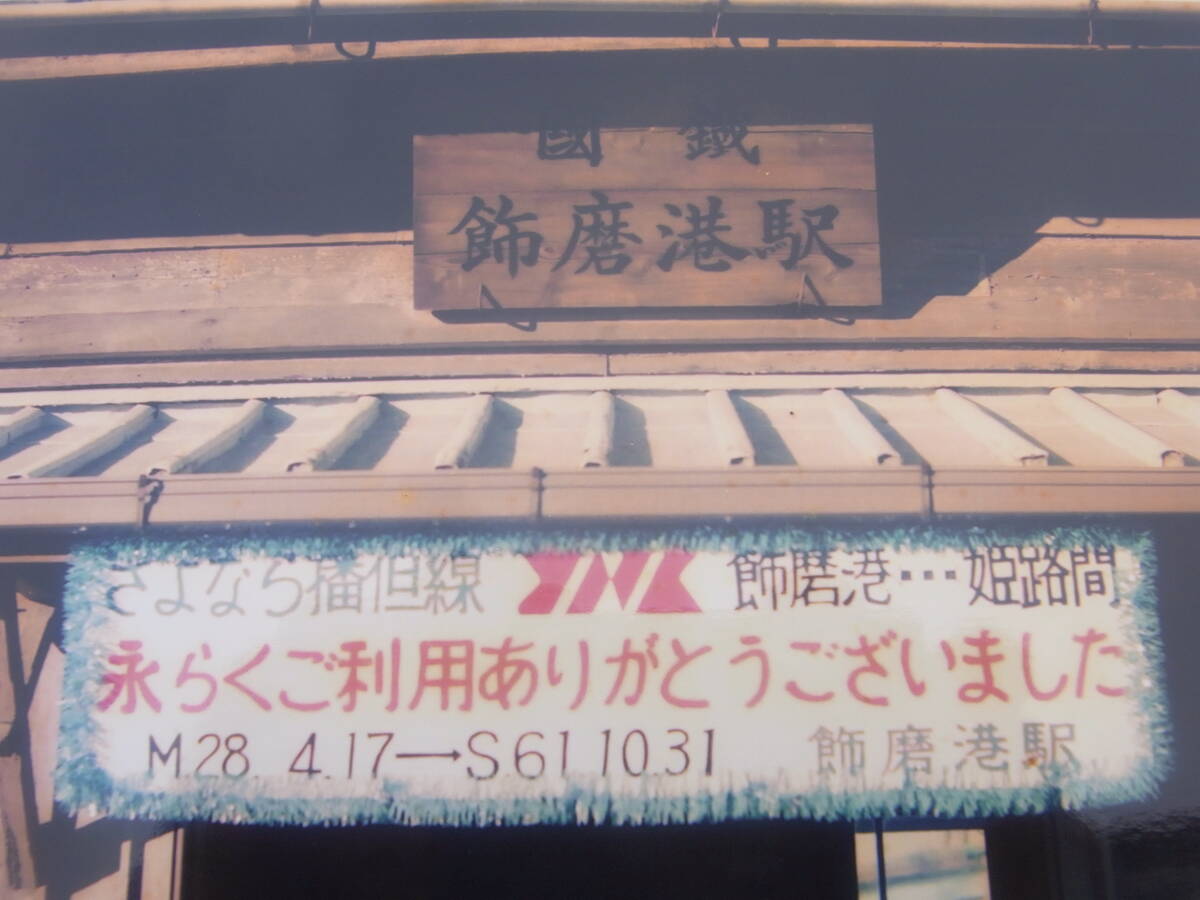 國鐵
飾磨港駅
さよなら播但線 JNR 飾磨港…姫路間
永らくご利用ありがとうございました
M28. 4.17→S61.10.31 飾磨港駅